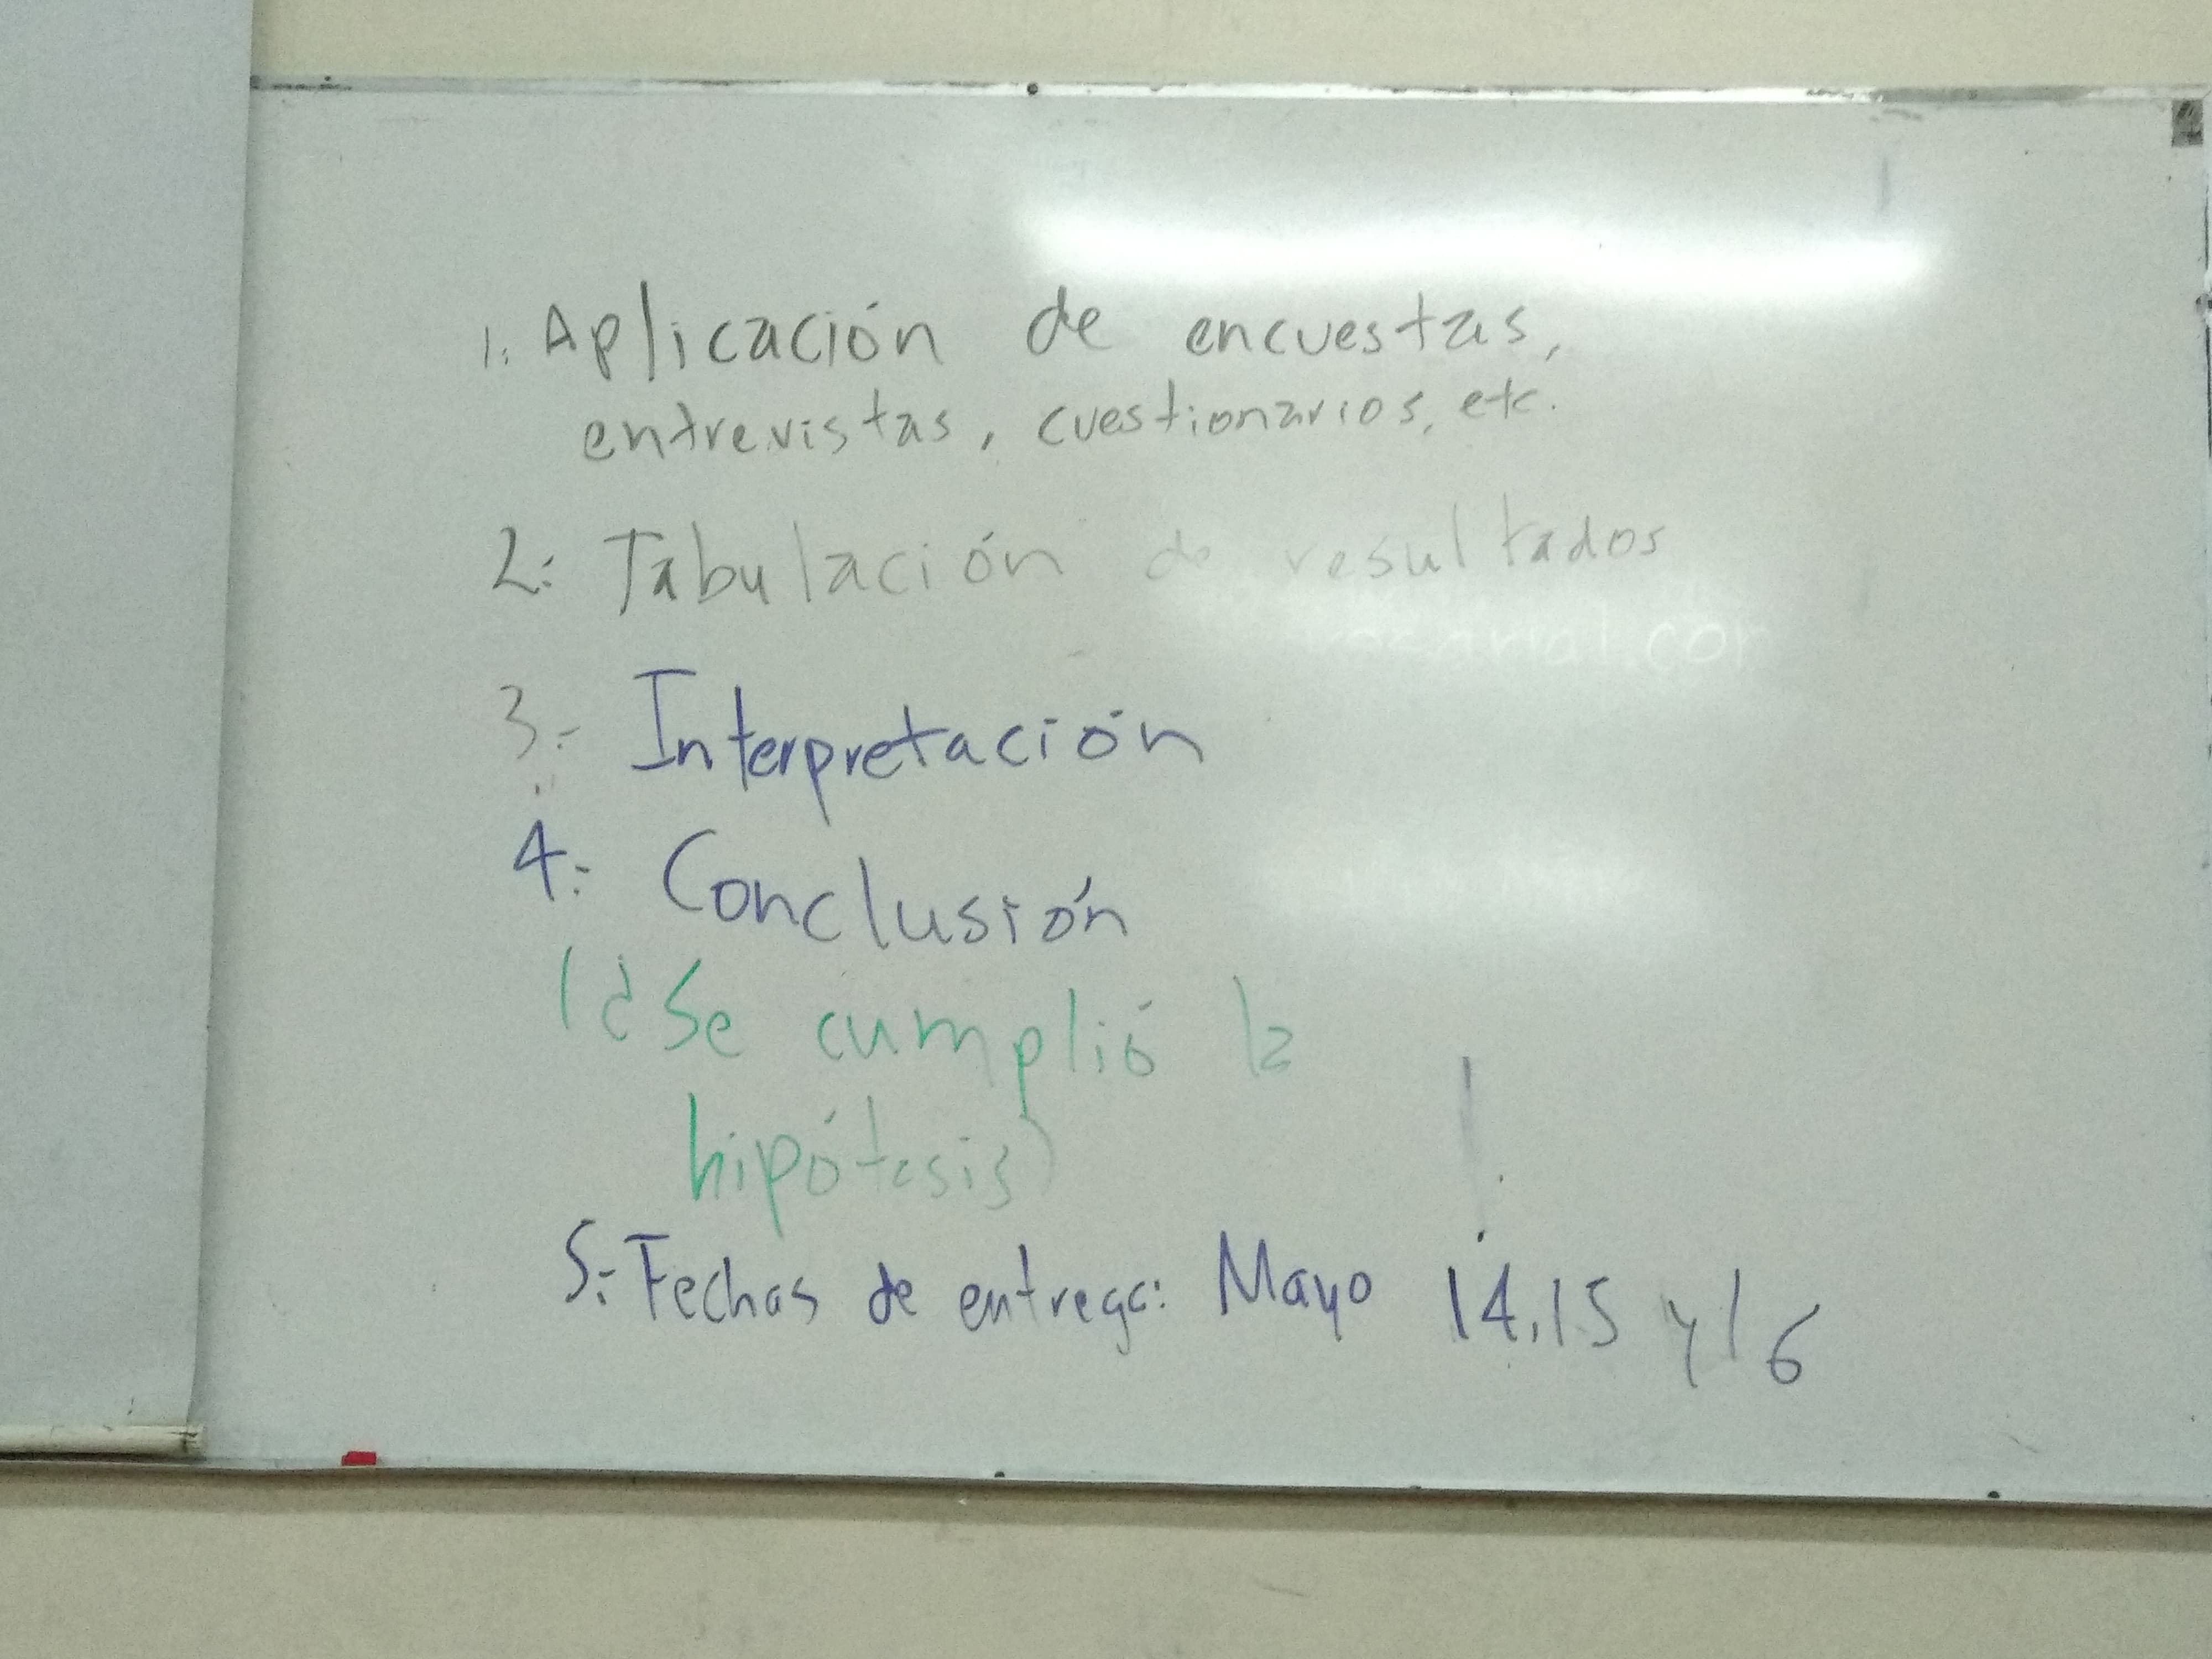 1. Aplicación de encuestas,
entrevistas, cuestionarios, etc.
2.- Tabulación de resultados
3.- Interpretación
4.- Conclusión
(¿Se cumplió la
hipótesis)
5.- Fechas de entrega: Mayo 14,15 y 16